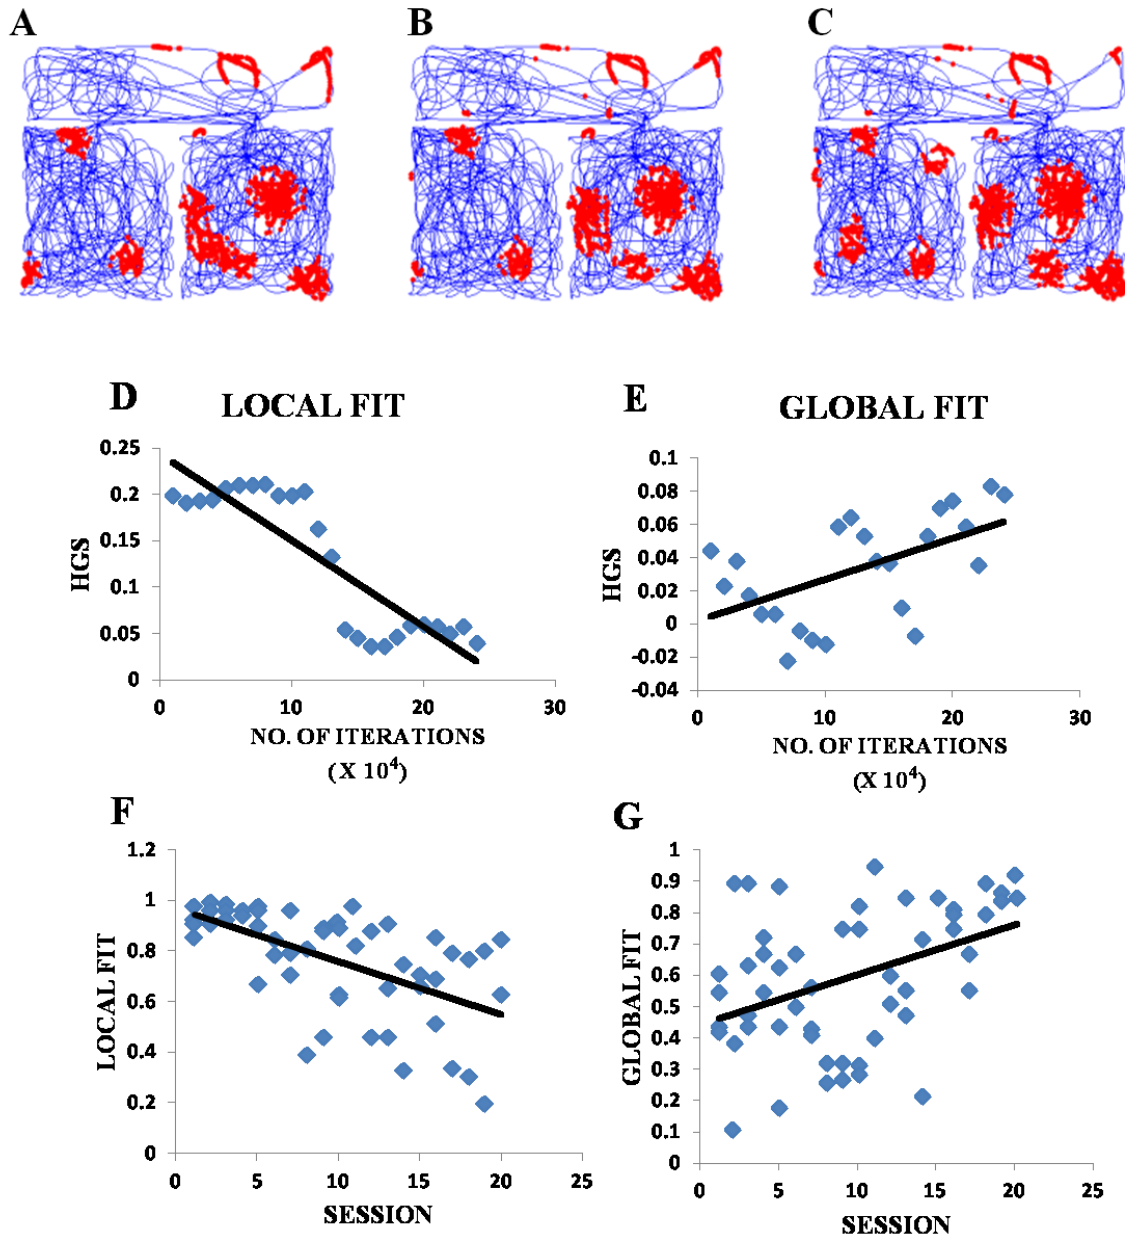 A B C
D LOCAL FIT
E GLOBAL FIT
HGS
0.25
0.2
0.15
0.1
0.05
0
0 10 20 30
NO. OF ITERATIONS
(X 10^4)
HGS
0.1
0.08
0.06
0.04
0.02
0
-0.02
-0.04
0 10 20 30
NO. OF ITERATIONS
(X 10^4)
F
LOCAL FIT
1.2
1
0.8
0.6
0.4
0.2
0
0 5 10 15 20 25
SESSION
G
GLOBAL FIT
1
0.9
0.8
0.7
0.6
0.5
0.4
0.3
0.2
0.1
0
0 5 10 15 20 25
SESSION